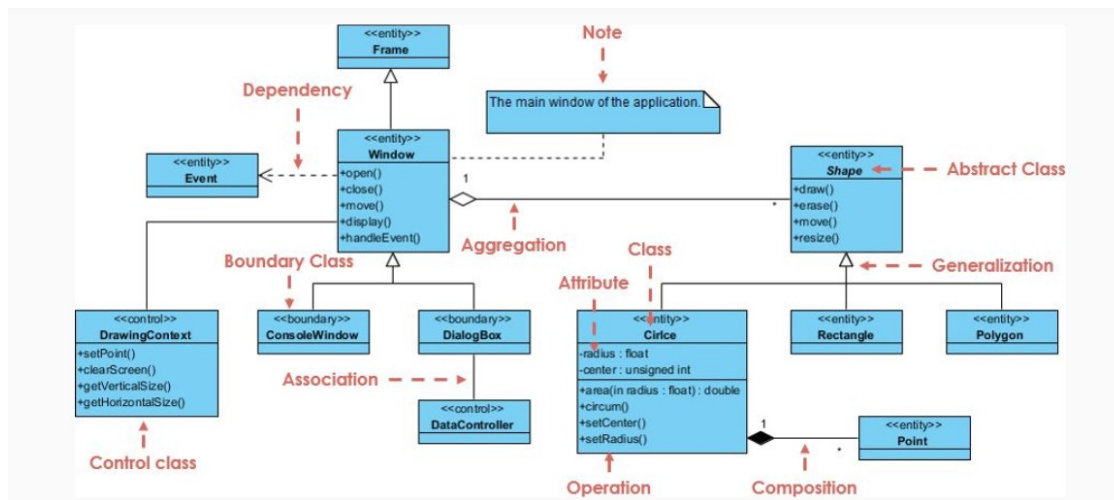 <<entity>>
Frame
Note
Dependency
The main window of the application.
<<entity>>
Window
+open()
+close()
+move()
+display()
+handleEvent()
<<entity>>
Event
1
*
Aggregation
<<entity>>
Shape
+draw()
+erase()
+move()
+resize()
Abstract Class
Generalization
Boundary Class
Class
Attribute
<<control>>
DrawingContext
+setPoint()
+clearScreen()
+getVerticalSize()
+getHorizontalSize()
Control class
<<boundary>>
ConsoleWindow
<<boundary>>
DialogBox
Association
<<control>>
DataController
<<entity>>
Cirlce
-radius : float
-center : unsigned int
+area(in radius : float) : double
+circum()
+setCenter()
+setRadius()
Operation
<<entity>>
Rectangle
<<entity>>
Polygon
1
*
Composition
<<entity>>
Point